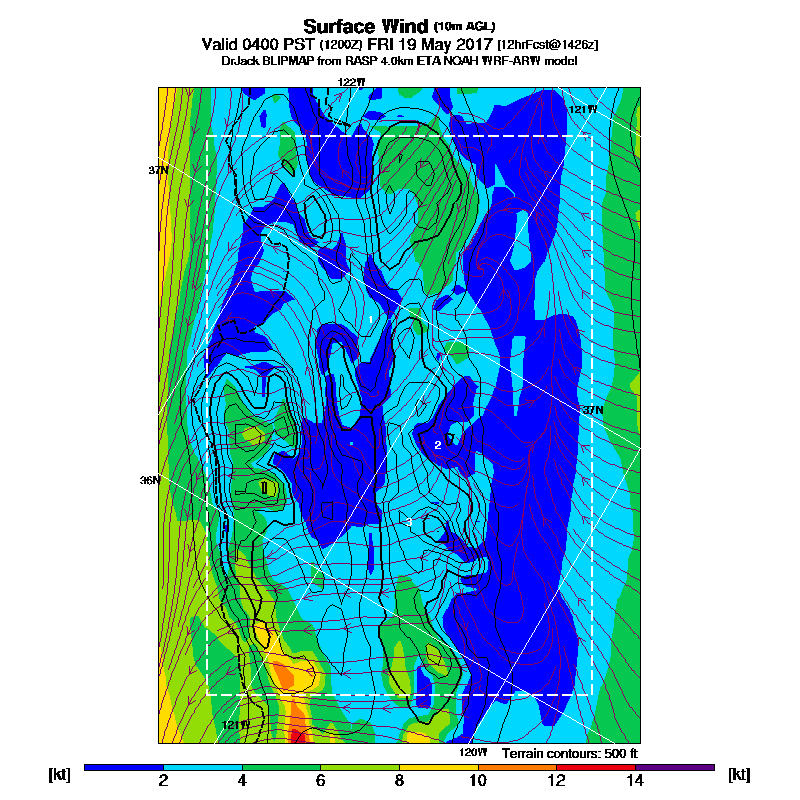 Surface Wind (10m AGL)
Valid 0400 PST (1200Z) FRI 19 May 2017 [12hrFcst@1426z]
DrJack BLIPMAP from RASP 4.0km ETA NOAH WRF-ARW model
122W
121W
37N
1
37N
2
36N
3
121W
120W
Terrain contours: 500 ft
[kt] 2 4 6 8 10 12 14 [kt]